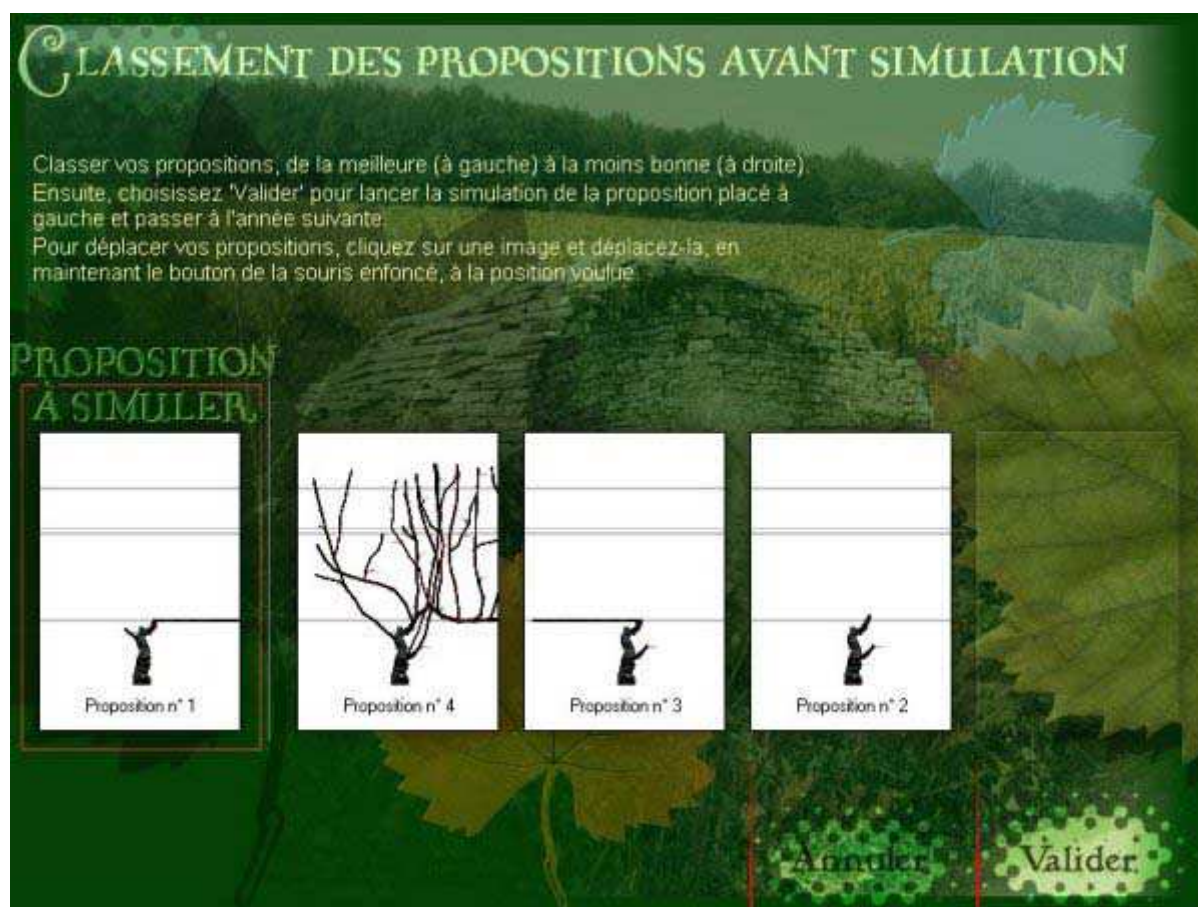 CLASSEMENT DES PROPOSITIONS AVANT SIMULATION
Classer vos propositions, de la meilleure (à gauche) à la moins bonne (à droite).
Ensuite, choisissez 'Valider' pour lancer la simulation de la proposition placé à
gauche et passer à l'année suivante.
Pour déplacer vos propositions, cliquez sur une image et déplacez-la, en
maintenant le bouton de la souris enfoncé, à la position voulue.
PROPOSITION
À SIMULER
Proposition n° 1
Proposition n° 4
Proposition n° 3
Proposition n° 2
Annuler
Valider